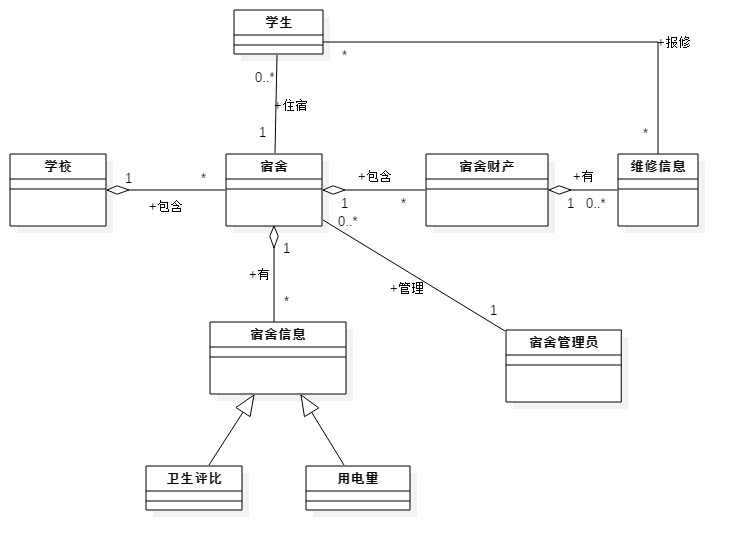 学生
*
+报修
0..*
+住宿
1
*
学校
宿舍
宿舍财产
维修信息
1
*
+包含
+包含
1
*
+有
1
0..*
0..*
1
+有
*
+管理
1
宿舍信息
宿舍管理员
卫生评比
用电量